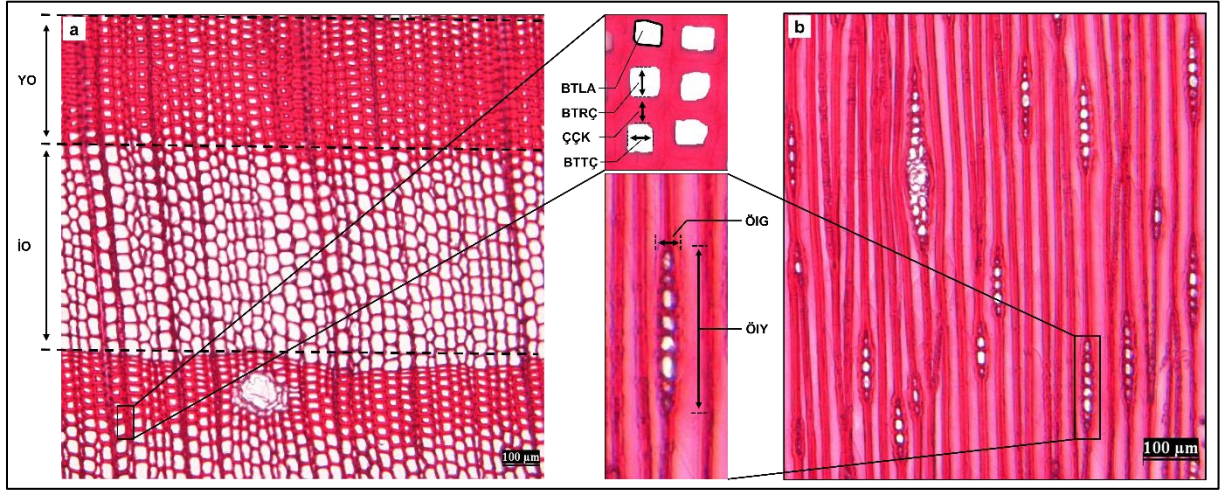 a
YO
İO
100 µm
BTLA
BTRÇ
ÇÇK
BTTÇ
ÖIG
ÖIY
b
100 µm